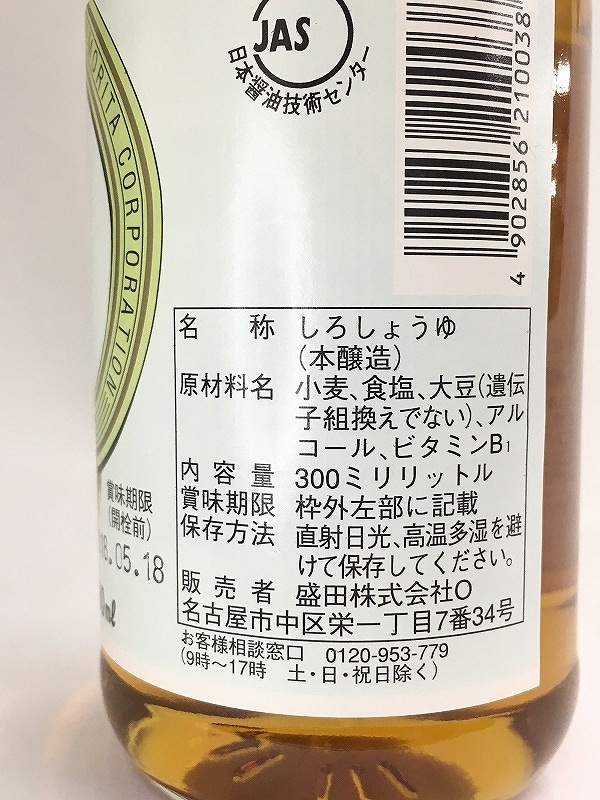 JAS
日本醤油技術センター
ORITA CORPORATION
4 902856 210038
名　称 しろしょうゆ
(本醸造)
原材料名 小麦、食塩、大豆(遺伝
子組換えでない)、アル
コール、ビタミンB1
内容量 300ミリリットル
賞味期限 枠外左部に記載
保存方法 直射日光、高温多湿を避
けて保存してください。
販売者 盛田株式会社O
名古屋市中区栄一丁目7番34号
お客様相談窓口 0120-953-779
(9時～17時 土・日・祝日除く)
賞味期限
(開栓前)
8.05.18
ml